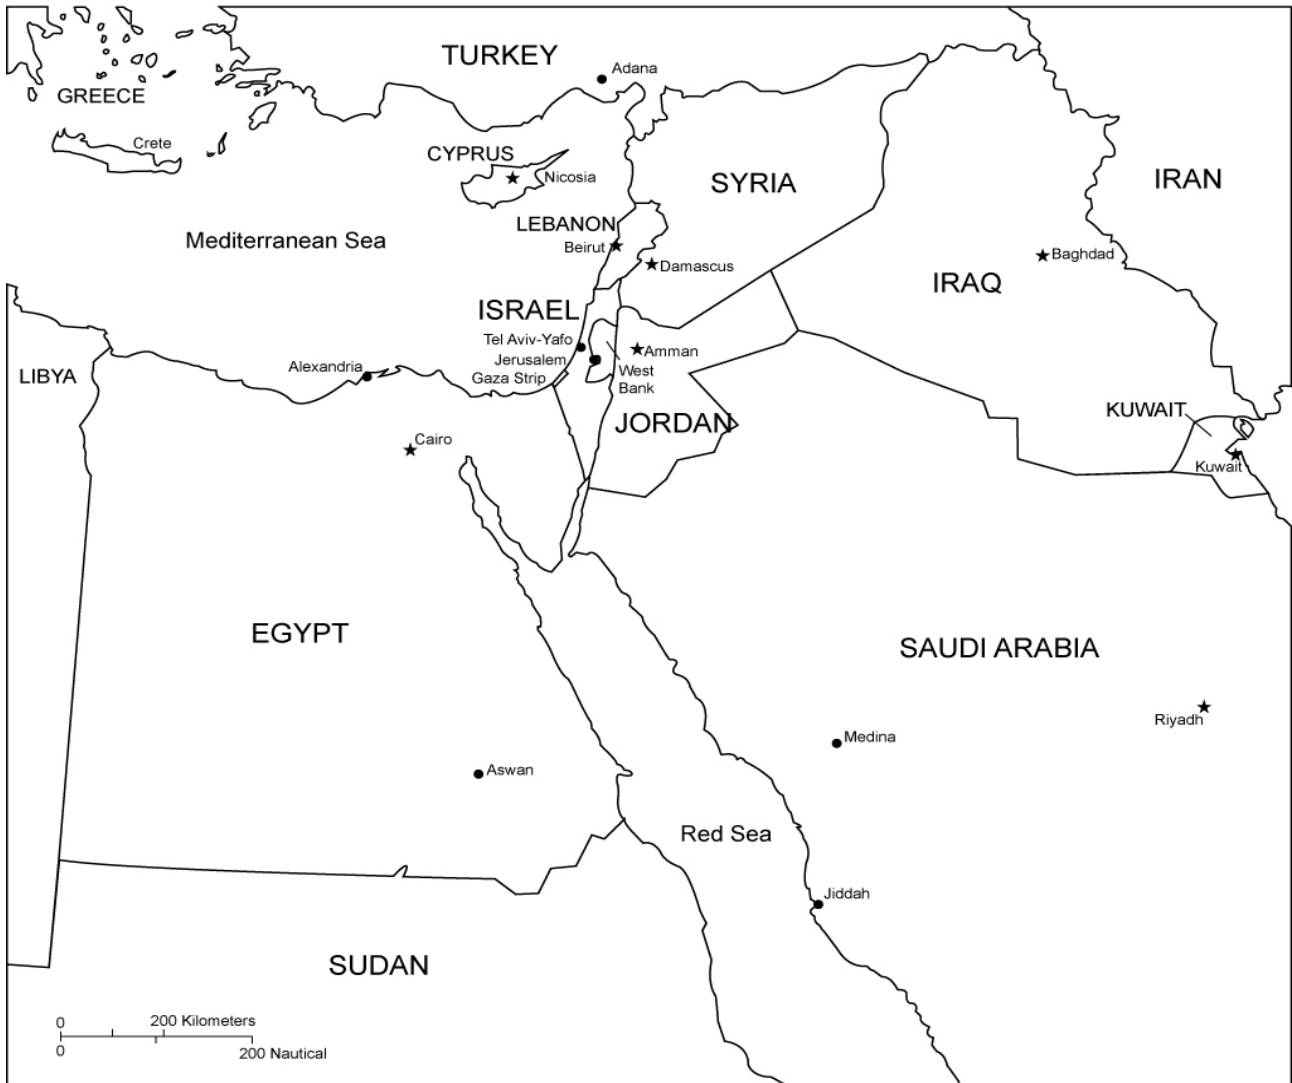 TURKEY
Adana
GREECE
Crete
CYPRUS
Nicosia
SYRIA
IRAN
LEBANON
Mediterranean Sea
Beirut
Damascus
Baghdad
IRAQ
ISRAEL
Tel Aviv-Yafo
Jerusalem
Gaza Strip
Amman
West
Bank
Alexandria
LIBYA
JORDAN
KUWAIT
Kuwait
Cairo
EGYPT
SAUDI ARABIA
Riyadh
Medina
Aswan
Red Sea
Jiddah
SUDAN
0
200 Kilometers
0
200 Nautical